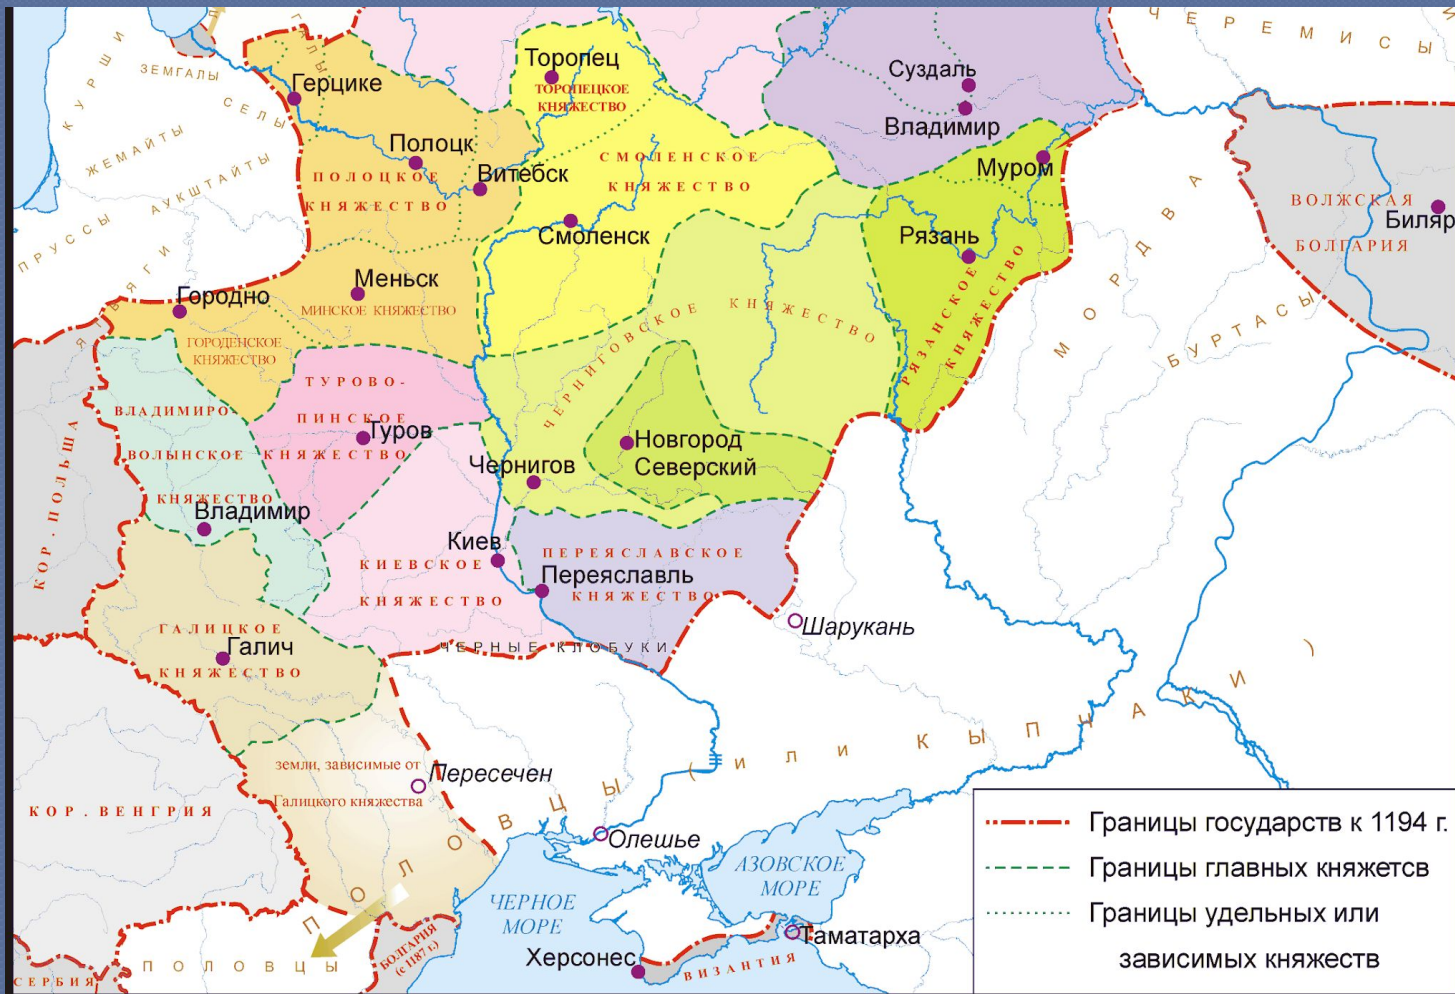 КУРШИ
ЗЕМГАЛЫ
СЕЛЫ
ЖЕМАЙТЫ
АУКШТАЙТЫ
ПРУССЫ
ЧЕРЕМИСЫ
Герцике
Полоцк
Витебск
ПОЛОЦКОЕ
КНЯЖЕСТВО
Торопец
ТОРОПЕЦКОЕ
КНЯЖЕСТВО
СМОЛЕНСКОЕ
КНЯЖЕСТВО
Смоленск
Суздаль
Владимир
Муром
Рязань
РЯЗАНСКОЕ
КНЯЖЕСТВО
МОРДВА
БУРТАСЫ
ВОЛЖСКАЯ
БОЛГАРИЯ
Биляр
Городно
Меньск
МИНСКОЕ КНЯЖЕСТВО
ГОРОДЕНСКОЕ
КНЯЖЕСТВО
ЧЕРНИГОВСКОЕ КНЯЖЕСТВО
Новгород
Северский
Чернигов
ТУРОВО-
ПИНСКОЕ
КНЯЖЕСТВО
Туров
ВЛАДИМИРО-
ВОЛЫНСКОЕ
КНЯЖЕСТВО
Владимир
КОР. ПОЛЬША
Киев
КИЕВСКОЕ
КНЯЖЕСТВО
ПЕРЕЯСЛАВСКОЕ
КНЯЖЕСТВО
Переяславль
ЧЕРНЫЕ КЛОБУКИ
Шарукань
ГАЛИЦКОЕ
КНЯЖЕСТВО
Галич
земли, зависимые от
Галицкого княжества
Пересечен
КОР. ВЕНГРИЯ
ПОЛОВЦЫ (или КЫПЧАКИ)
Олешье
АЗОВСКОЕ
МОРЕ
ЧЕРНОЕ
МОРЕ
Таматарха
Херсонес
ВИЗАНТИЯ
ПОЛОВЦЫ
БОЛГАРИЯ
(с 1187 г.)
СЕРБИЯ
Границы государств к 1194 г.
Границы главных княжетсв
Границы удельных или
зависимых княжеств